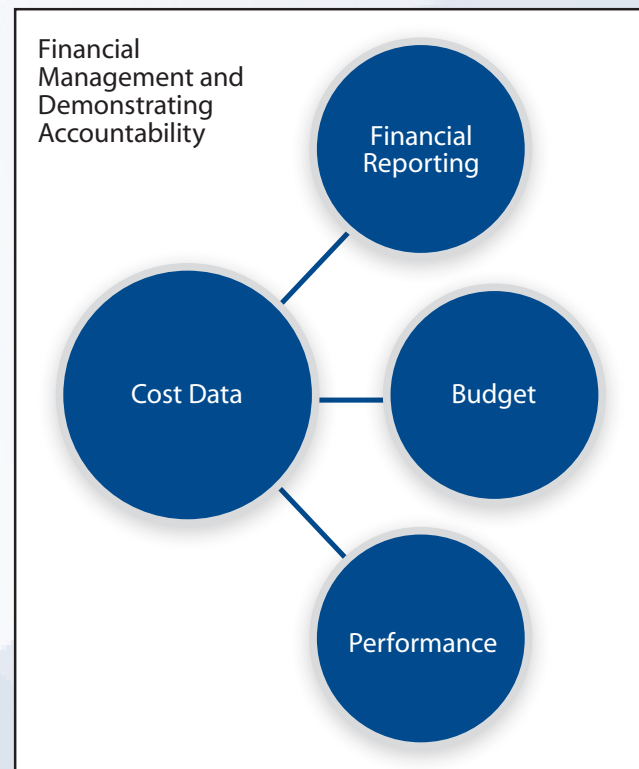 Financial
Management and
Demonstrating
Accountability
Financial
Reporting
Cost Data
Budget
Performance